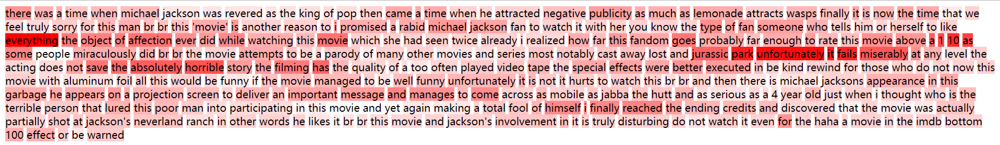 there was a time when michael jackson was revered as the king of pop then came a time when he attracted negative publicity as much as lemonade attracts wasps finally it is now the time that we
feel truly sorry for this man br br this 'movie' is another reason to i promised a rabid michael jackson fan to watch it with her you know the type of fan someone who tells him or herself to like
everything the object of affection ever did while watching this movie which she had seen twice already i realized how far this fandom goes probably far enough to rate this movie above a 1 10 as
some people miraculously did br br the movie attempts to be a parody of many other movies and series most notably cast away lost and jurassic park unfortunately it fails miserably at any level the
acting does not save the absolutely horrible story the filming has the quality of a too often played video tape the special effects were better executed in be kind rewind for those who do not now this
movie with aluminum foil all this would be funny if the movie managed to be well funny unfortunately it is not it hurts to watch this br br and then there is michael jacksons appearance in this
garbage he appears on a projection screen to deliver an important message and manages to come across as mobile as jabba the hutt and as serious as a 4 year old just when i thought who is the
terrible person that lured this poor man into participating in this movie and yet again making a total fool of himself i finally reached the ending credits and discovered that the movie was actually
partially shot at jackson's neverland ranch in other words he likes it br br this movie and jackson's involvement in it is truly disturbing do not watch it even for the haha a movie in the imdb bottom
100 effect or be warned